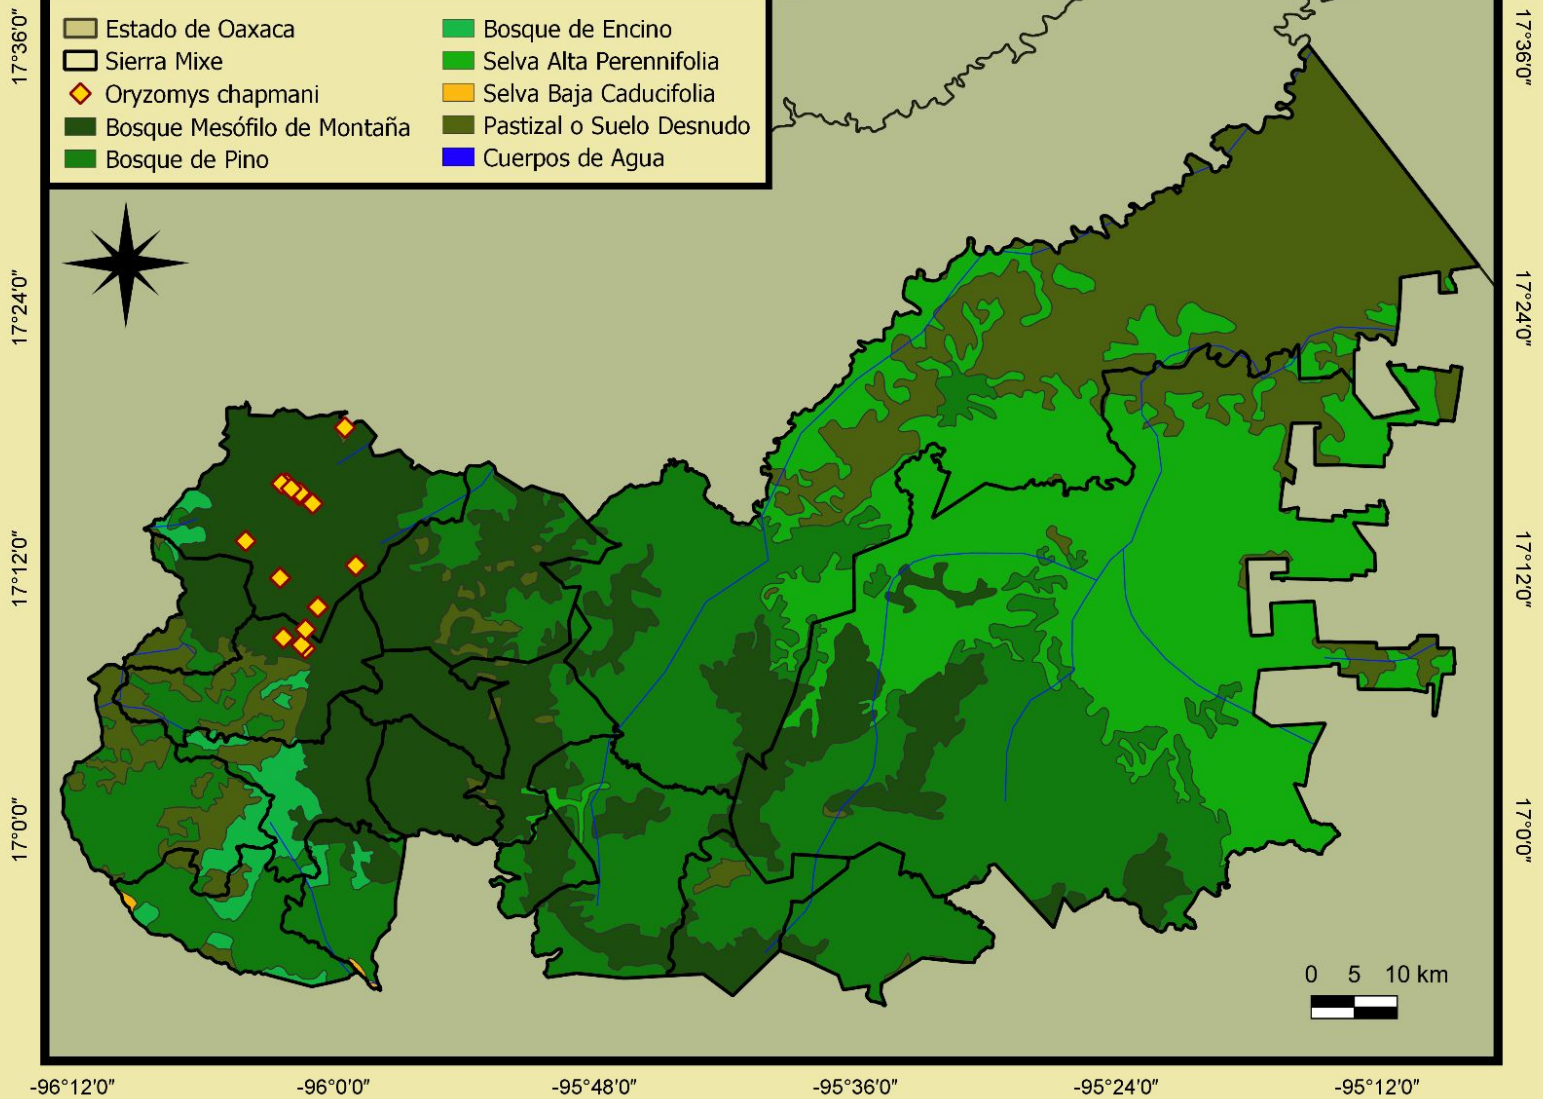 Estado de Oaxaca
Sierra Mixe
Oryzomys chapmani
Bosque Mesófilo de Montaña
Bosque de Pino
Bosque de Encino
Selva Alta Perennifolia
Selva Baja Caducifolia
Pastizal o Suelo Desnudo
Cuerpos de Agua
17°36'0"
17°24'0"
17°12'0"
17°0'0"
17°36'0"
17°24'0"
17°12'0"
17°0'0"
0 5 10 km
-96°12'0" -96°0'0" -95°48'0" -95°36'0" -95°24'0" -95°12'0"